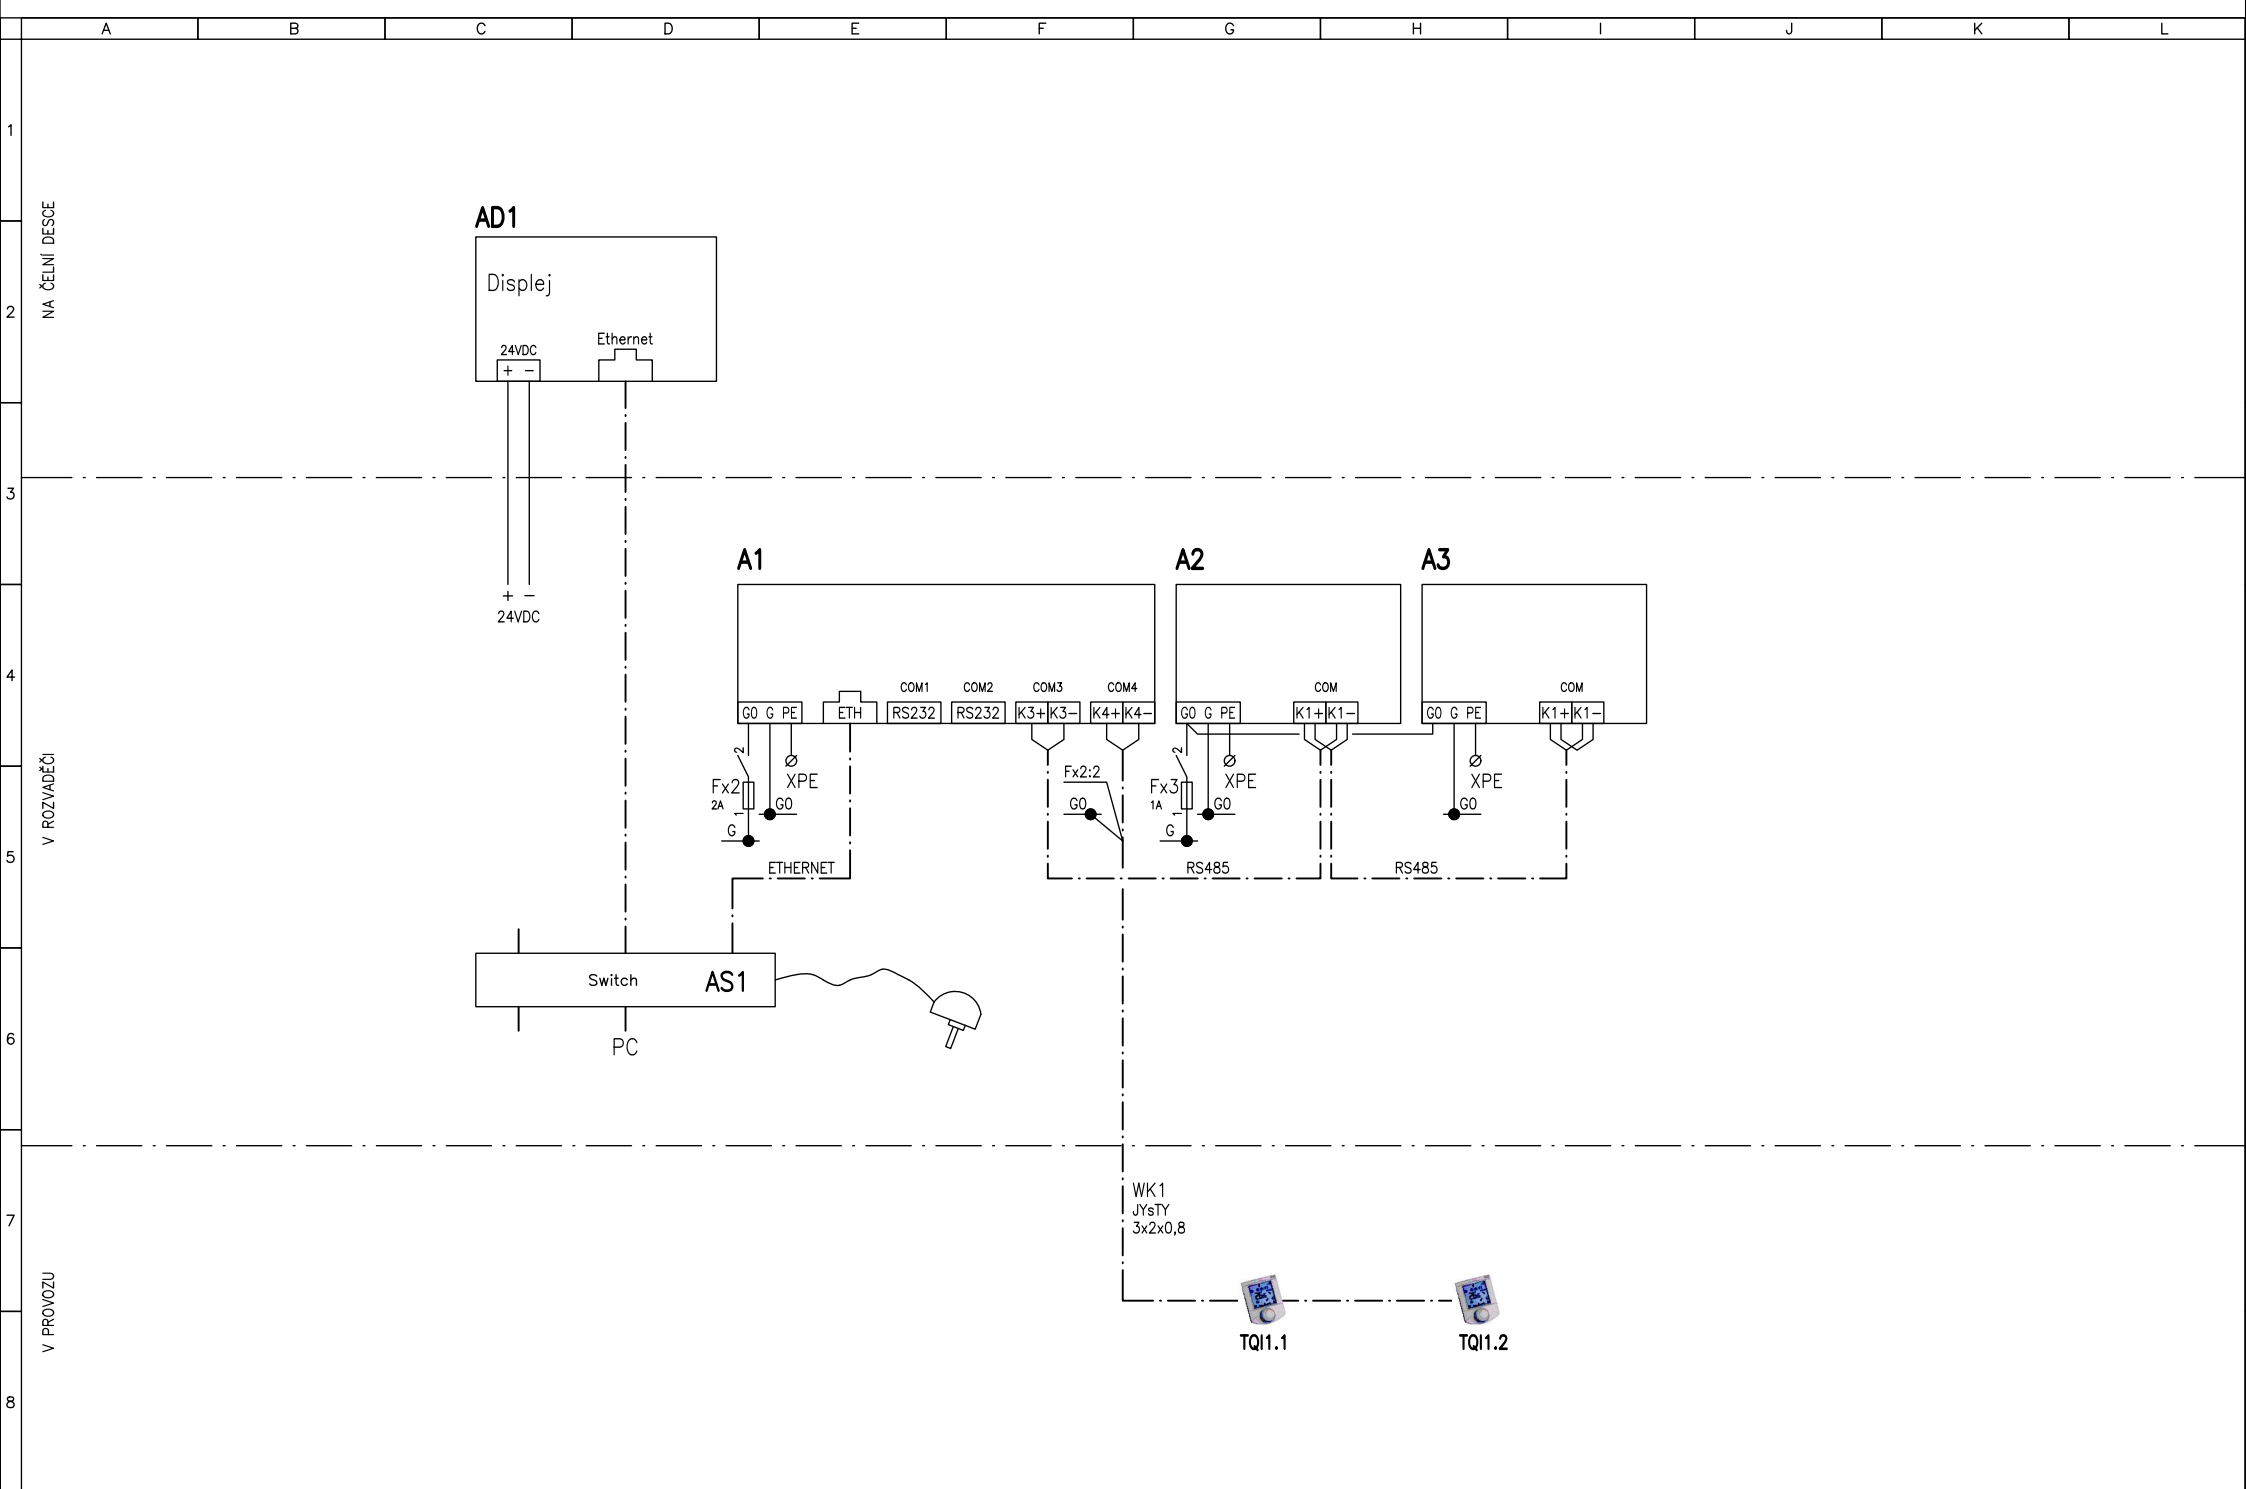 A B C D E F G H I J K L
1
2
3
4
5
6
7
8
NA ČELNÍ DESCE
AD1
Displej
24VDC
Ethernet
+ −
+ −
24VDC
V ROZVADĚČI
A1
COM1 COM2 COM3 COM4
G0 G PE ETH RS232 RS232 K3+ K3− K4+ K4−
2
Fx2
2A
1
XPE
G0
G
Fx2:2
G0
ETHERNET
A2
COM
G0 G PE K1+ K1−
2
Fx3
1A
1
XPE
G0
G
RS485
A3
COM
G0 G PE K1+ K1−
XPE
G0
RS485
Switch AS1
PC
V PROVOZU
WK1
JYsTY
3x2x0,8
TQI1.1
TQI1.2